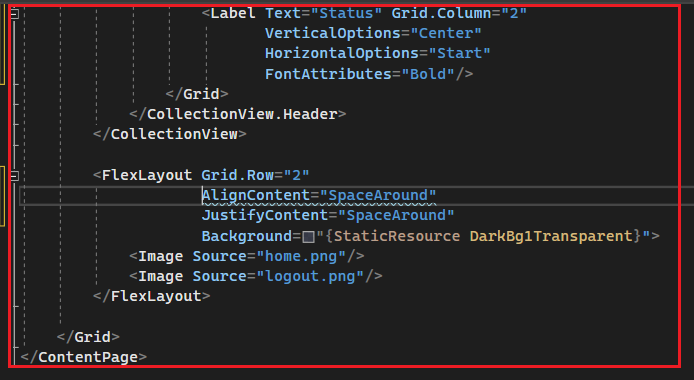 <Label Text="Status" Grid.Column="2"
VerticalOptions="Center"
HorizontalOptions="Start"
FontAttributes="Bold"/>
</Grid>
</CollectionView.Header>
</CollectionView>
<FlexLayout Grid.Row="2"
AlignContent="SpaceAround"
JustifyContent="SpaceAround"
Background="{StaticResource DarkBg1Transparent}">
<Image Source="home.png"/>
<Image Source="logout.png"/>
</FlexLayout>
</Grid>
</ContentPage>